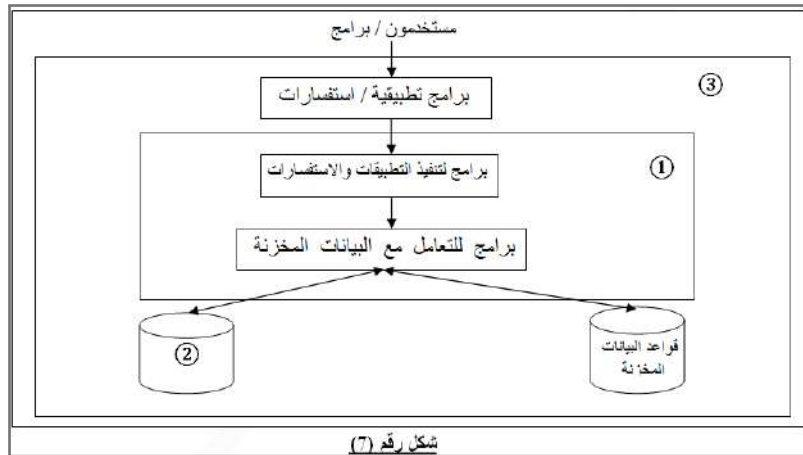 مستخدمون / برامج
③
برامج تطبيقية / استفسارات
①
برامج لتنفيذ التطبيقات والاستفسارات
برامج للتعامل مع البيانات المخزنة
②
قواعد البيانات
المخزنة
شكل رقم (7)